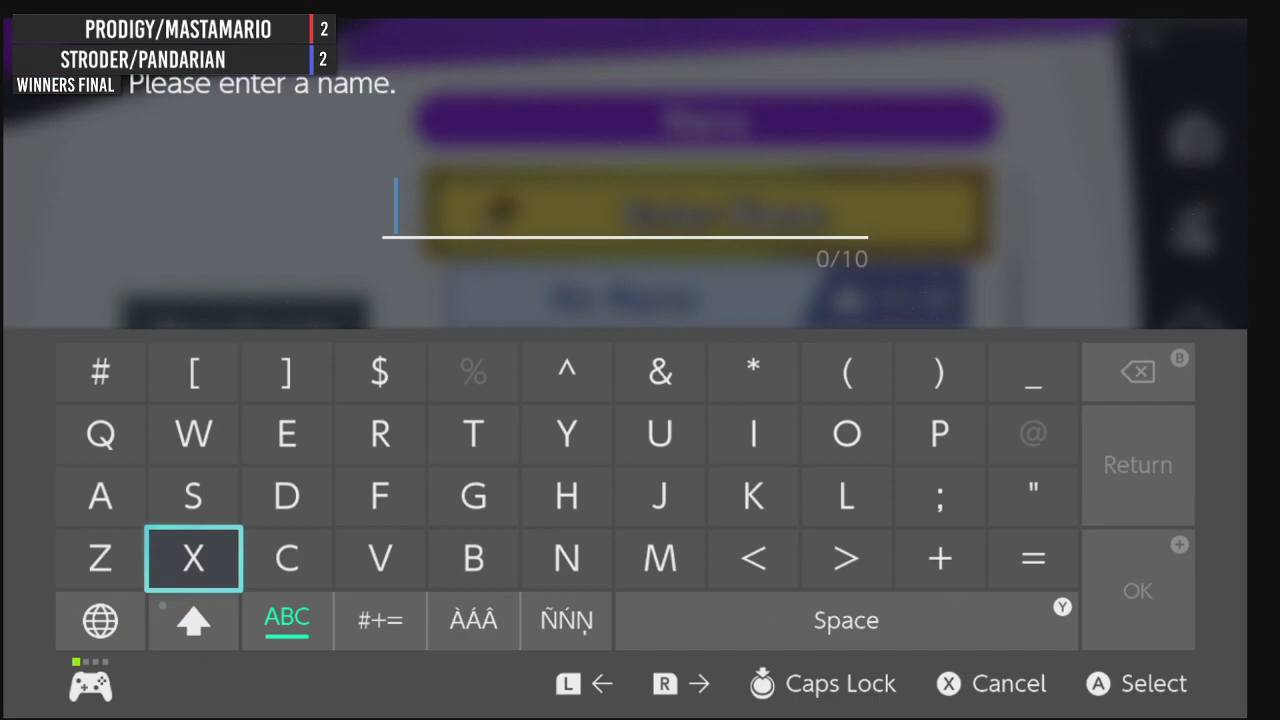 PRODIGY/MASTAMARIO 2
STRODER/PANDARIAN 2
WINNERS FINAL
Please enter a name.
0/10
# [ ] $ % ^ & * ( ) _ B
Q W E R T Y U I O P @
Return
A S D F G H J K L ; "
Z X C V B N M < > + =
OK
ABC #+= ÀÁÂ ÑŃŅ Space Y
L ← R → Caps Lock X Cancel A Select